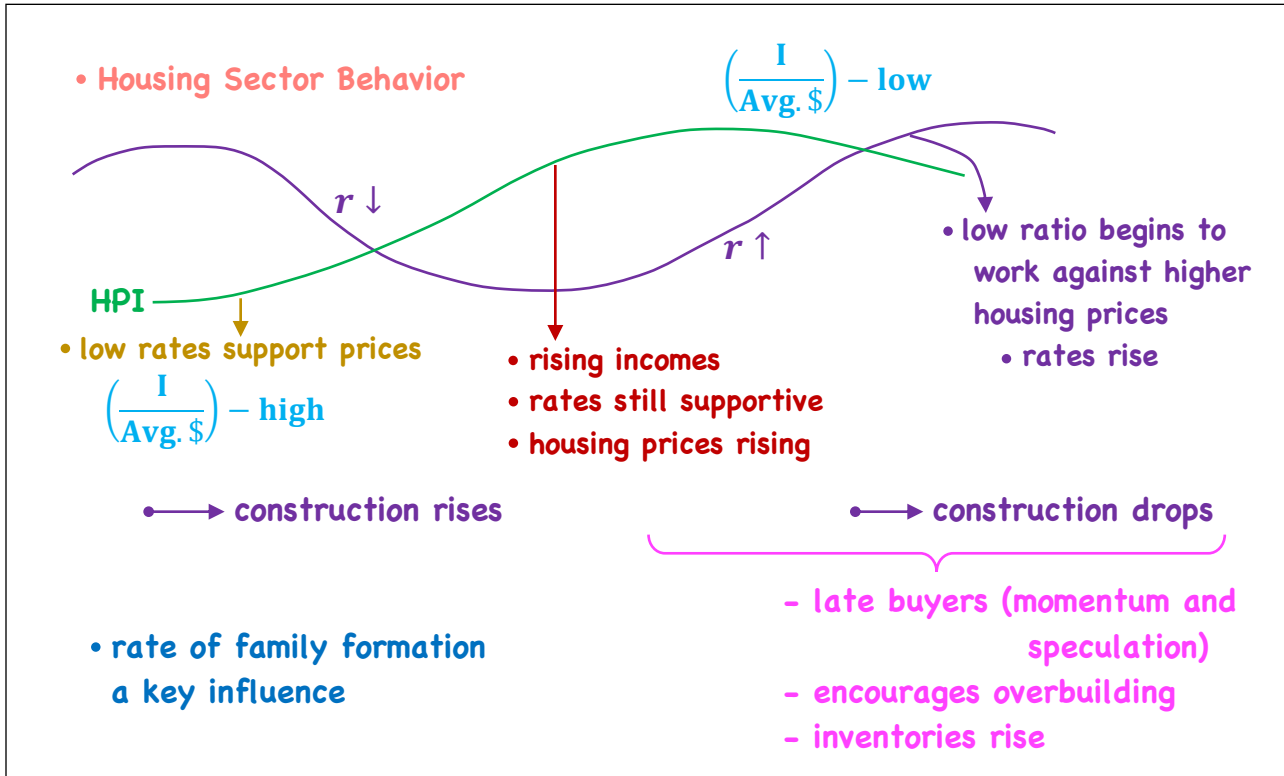 • Housing Sector Behavior
(I / Avg. $) – low
r ↓
r ↑
HPI
• low rates support prices
(I / Avg. $) – high
• rising incomes
• rates still supportive
• housing prices rising
• low ratio begins to
work against higher
housing prices
• rates rise
construction rises
construction drops
• rate of family formation
a key influence
– late buyers (momentum and
speculation)
– encourages overbuilding
– inventories rise